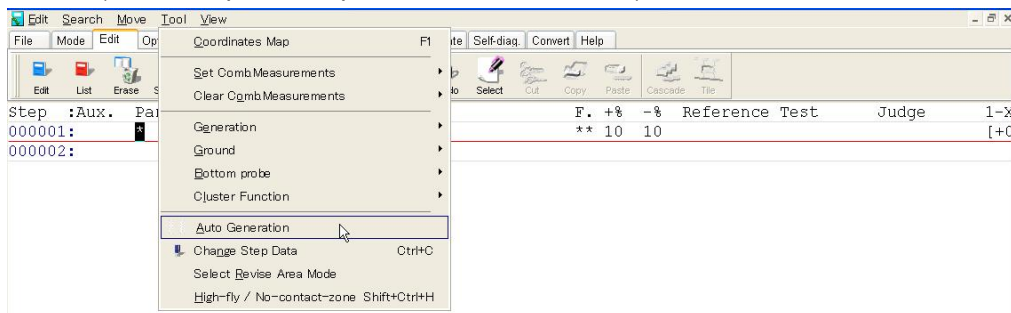 Edit Search Move Tool View
File Mode Edit Op
Self-diag. Convert Help
Edit List Erase
Select Cut Copy Paste Cascade Tile
Coordinates Map F1
Set Comb.Measurements
Clear Comb.Measurements
Generation
Ground
Bottom probe
Cluster Function
Auto Generation
Change Step Data Ctrl+C
Select Revise Area Mode
High-fly / No-contact-zone Shift+Ctrl+H
Step :Aux. Par F. +% -% Reference Test Judge 1-X
000001: * ** 10 10 [+0
000002: